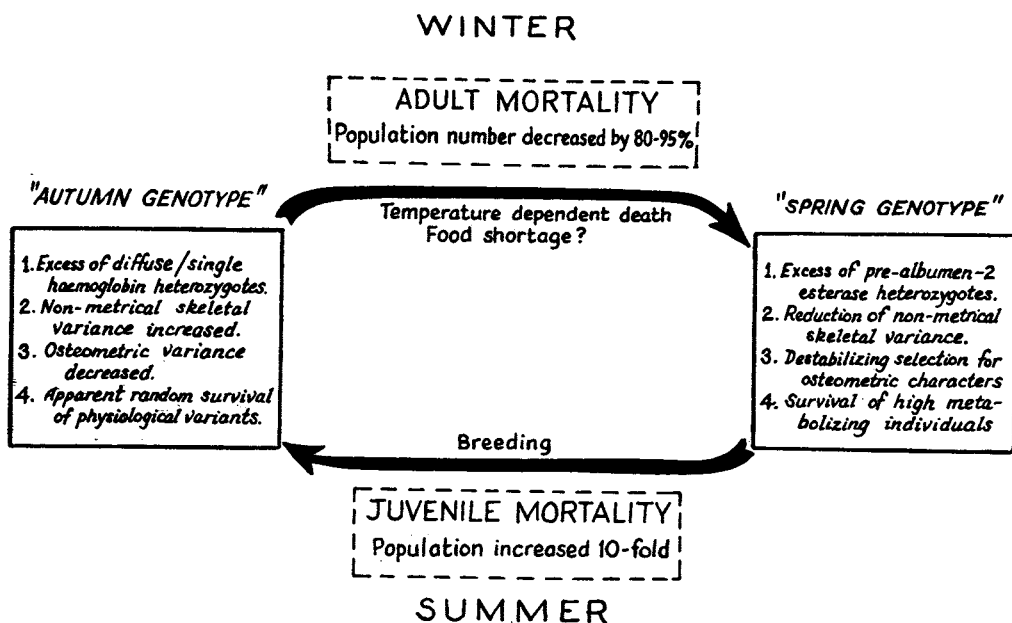 WINTER
ADULT MORTALITY
Population number decreased by 80-95%
"AUTUMN GENOTYPE"
1. Excess of diffuse/single
haemoglobin heterozygotes.
2. Non-metrical skeletal
variance increased.
3. Osteometric variance
decreased.
4. Apparent random survival
of physiological variants.
Temperature dependent death
Food shortage?
"SPRING GENOTYPE"
1. Excess of pre-albumen-2
esterase heterozygotes.
2. Reduction of non-metrical
skeletal variance.
3. Destabilizing selection for
osteometric characters
4. Survival of high meta-
bolizing individuals
Breeding
JUVENILE MORTALITY
Population increased 10-fold
SUMMER